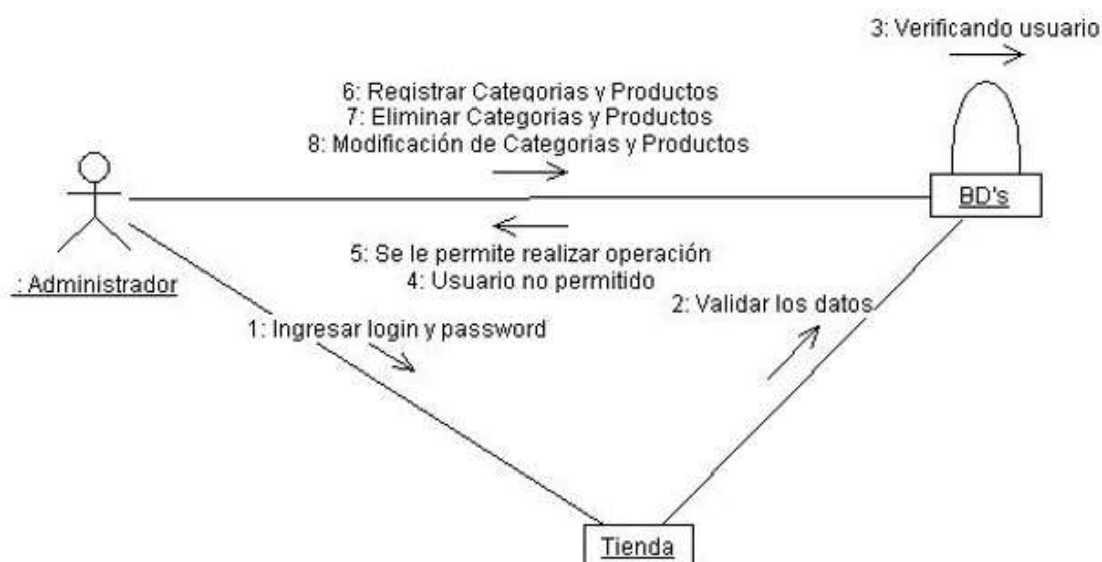 3: Verificando usuario
6: Registrar Categorias y Productos
7: Eliminar Categorias y Productos
8: Modificación de Categorias y Productos
BD's
5: Se le permite realizar operación
4: Usuario no permitido
: Administrador
2: Validar los datos
1: Ingresar login y password
Tienda